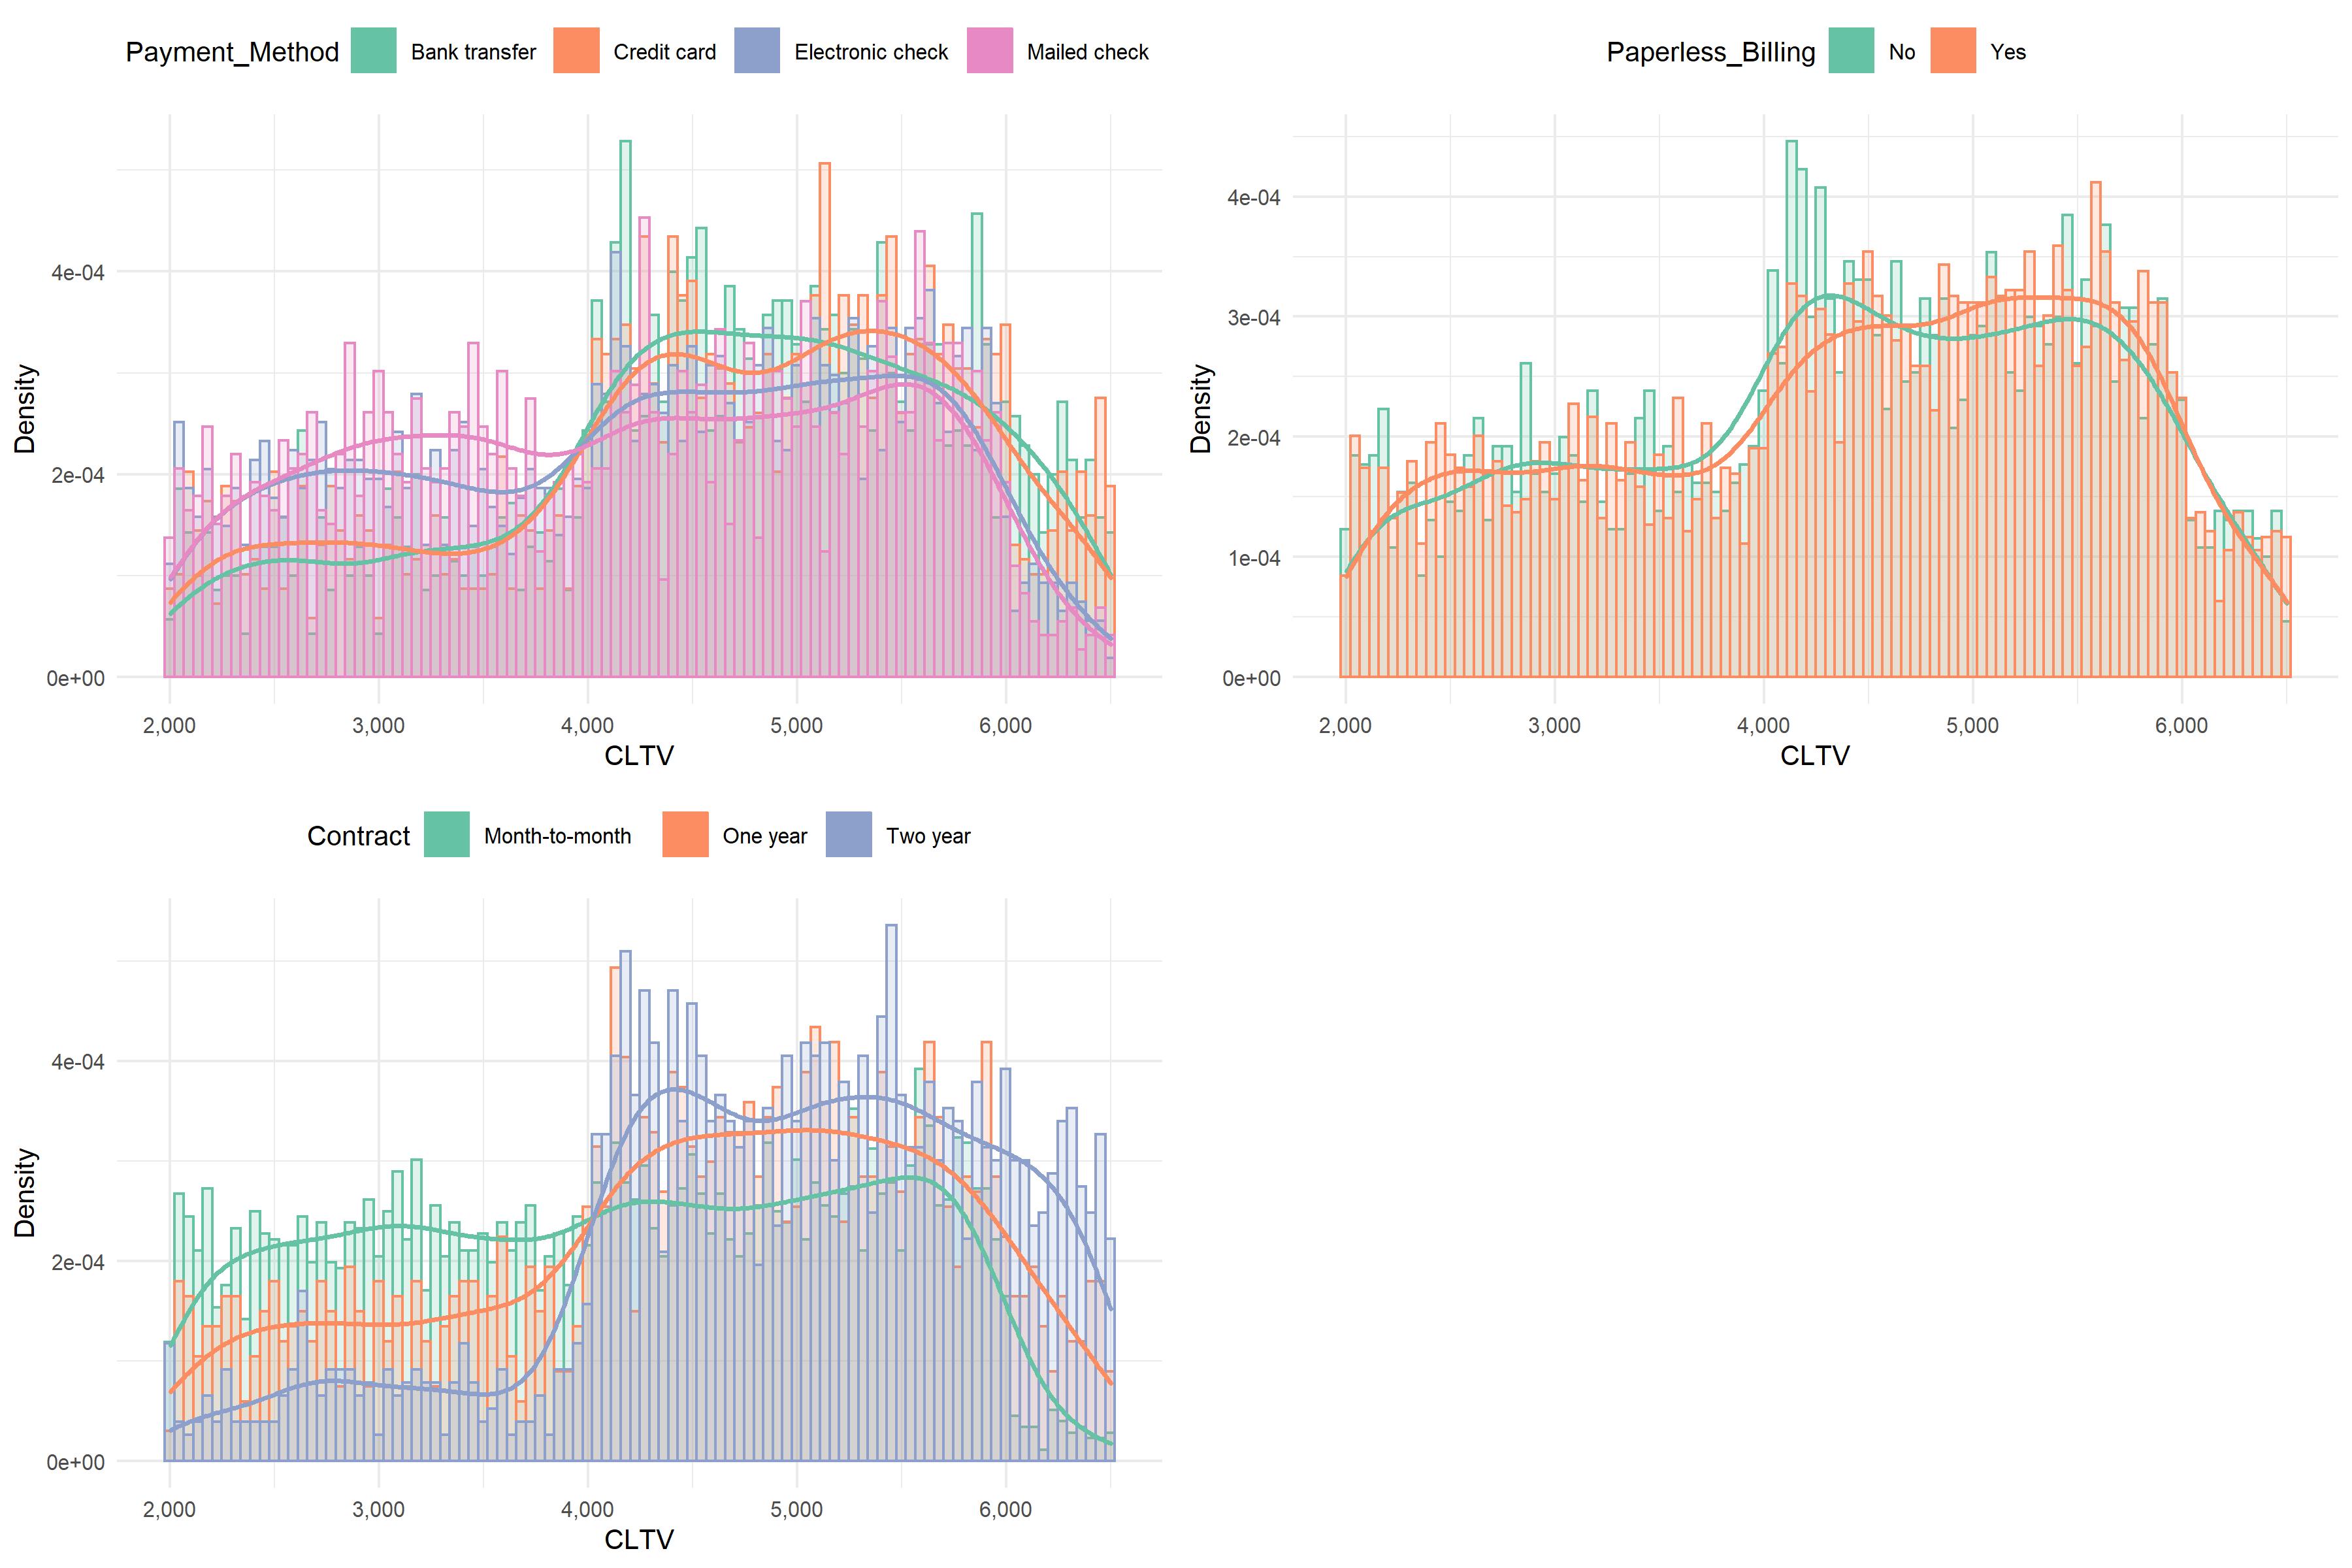 Payment_Method Bank transfer Credit card Electronic check Mailed check
Density
4e-04
2e-04
0e+00
2,000 3,000 4,000 5,000 6,000
CLTV
Paperless_Billing No Yes
Density
4e-04
3e-04
2e-04
1e-04
0e+00
2,000 3,000 4,000 5,000 6,000
CLTV
Contract Month-to-month One year Two year
Density
4e-04
2e-04
0e+00
2,000 3,000 4,000 5,000 6,000
CLTV